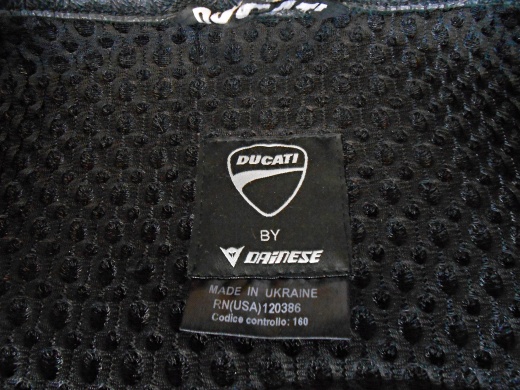 DUCATI
DUCATI
BY
DAINESE
MADE IN UKRAINE
RN(USA)120386
Codice controllo: 160